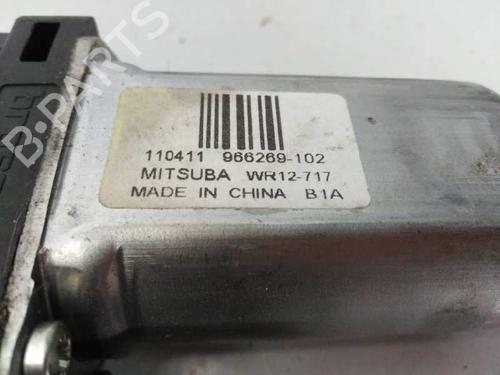 B-PARTS
110411 966269-102
MITSUBA WR12-717
MADE IN CHINA B1A